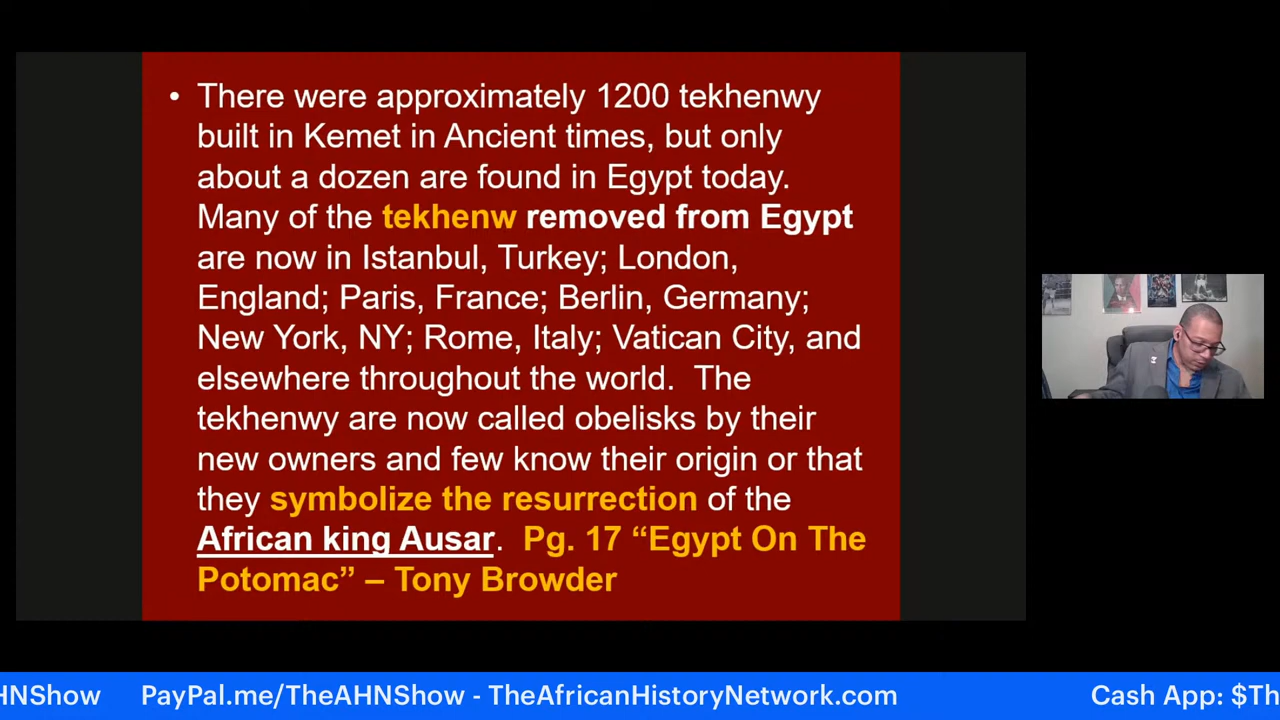 • There were approximately 1200 tekhenwy
built in Kemet in Ancient times, but only
about a dozen are found in Egypt today.
Many of the tekhenw removed from Egypt
are now in Istanbul, Turkey; London,
England; Paris, France; Berlin, Germany;
New York, NY; Rome, Italy; Vatican City, and
elsewhere throughout the world. The
tekhenwy are now called obelisks by their
new owners and few know their origin or that
they symbolize the resurrection of the
African king Ausar. Pg. 17 “Egypt On The
Potomac” – Tony Browder
HNShow PayPal.me/TheAHNShow - TheAfricanHistoryNetwork.com Cash App: $Th